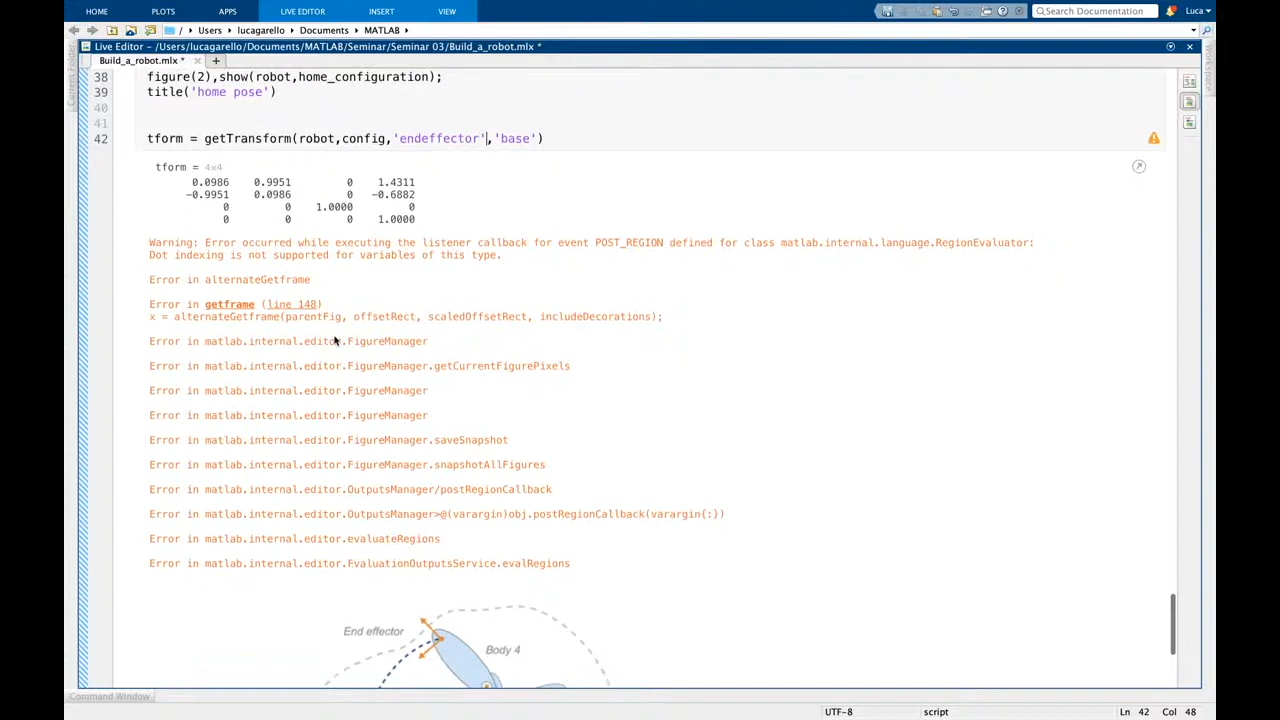 HOME PLOTS APPS LIVE EDITOR INSERT VIEW Search Documentation Luca
/ Users lucagarello Documents MATLAB
Live Editor - /Users/lucagarello/Documents/MATLAB/Seminar/Seminar 03/Build_a_robot.mlx *
Build_a_robot.mlx * × +
Current Folder
Workspace
38 figure(2),show(robot,home_configuration);
39 title('home pose')
40
41
42 tform = getTransform(robot,config,'endeffector','base')
tform = 4×4
0.0986 0.9951 0 1.4311
-0.9951 0.0986 0 -0.6882
0 0 1.0000 0
0 0 0 1.0000
Warning: Error occurred while executing the listener callback for event POST_REGION defined for class matlab.internal.language.RegionEvaluator:
Dot indexing is not supported for variables of this type.
Error in alternateGetframe
Error in getframe (line 148)
x = alternateGetframe(parentFig, offsetRect, scaledOffsetRect, includeDecorations);
Error in matlab.internal.editor.FigureManager
Error in matlab.internal.editor.FigureManager.getCurrentFigurePixels
Error in matlab.internal.editor.FigureManager
Error in matlab.internal.editor.FigureManager
Error in matlab.internal.editor.FigureManager.saveSnapshot
Error in matlab.internal.editor.FigureManager.snapshotAllFigures
Error in matlab.internal.editor.OutputsManager/postRegionCallback
Error in matlab.internal.editor.OutputsManager>@(varargin)obj.postRegionCallback(varargin{:})
Error in matlab.internal.editor.evaluateRegions
Error in matlab.internal.editor.EvaluationOutputsService.evalRegions
End effector
Body 4
Command Window
UTF-8 script Ln 42 Col 48